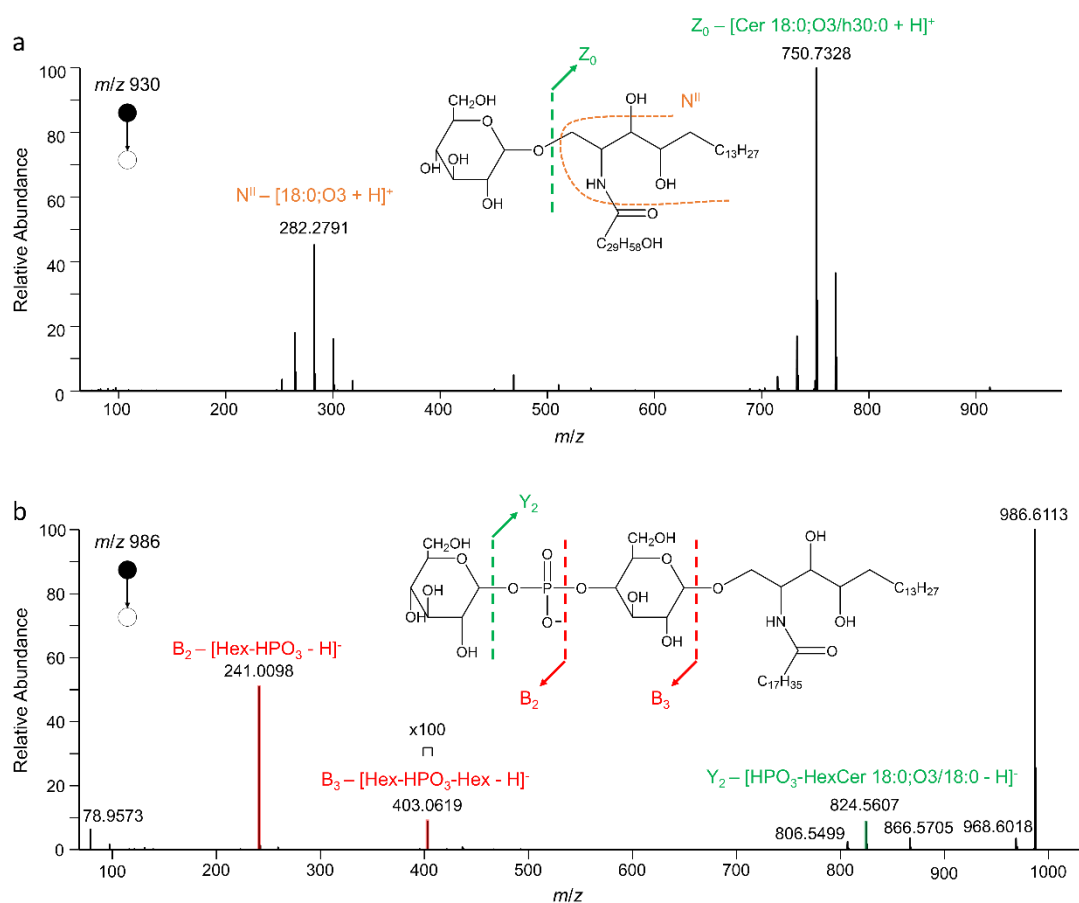 a
Z₀ – [Cer 18:0;O3/h30:0 + H]⁺
750.7328
m/z 930
Z₀
Nᴵᴵ
CH₂OH
O
OH
OH
OH
OH
O
OH
OH
C₁₃H₂₇
HN
O
C₂₉H₅₈OH
Nᴵᴵ – [18:0;O3 + H]⁺
282.2791
Relative Abundance
100
80
60
40
20
0
100 200 300 400 500 600 700 800 900
m/z
b
Y₂
986.6113
m/z 986
CH₂OH
O
OH
OH
OH
OH
O
O
P
O-
O
CH₂OH
O
OH
OH
O
OH
OH
C₁₃H₂₇
HN
O
C₁₇H₃₅
B₂
B₃
B₂ – [Hex-HPO₃ - H]⁻
241.0098
x100
B₃ – [Hex-HPO₃-Hex - H]⁻
403.0619
Y₂ – [HPO₃-HexCer 18:0;O3/18:0 - H]⁻
824.5607
78.9573
806.5499
866.5705
968.6018
Relative Abundance
100
80
60
40
20
0
100 200 300 400 500 600 700 800 900 1000
m/z